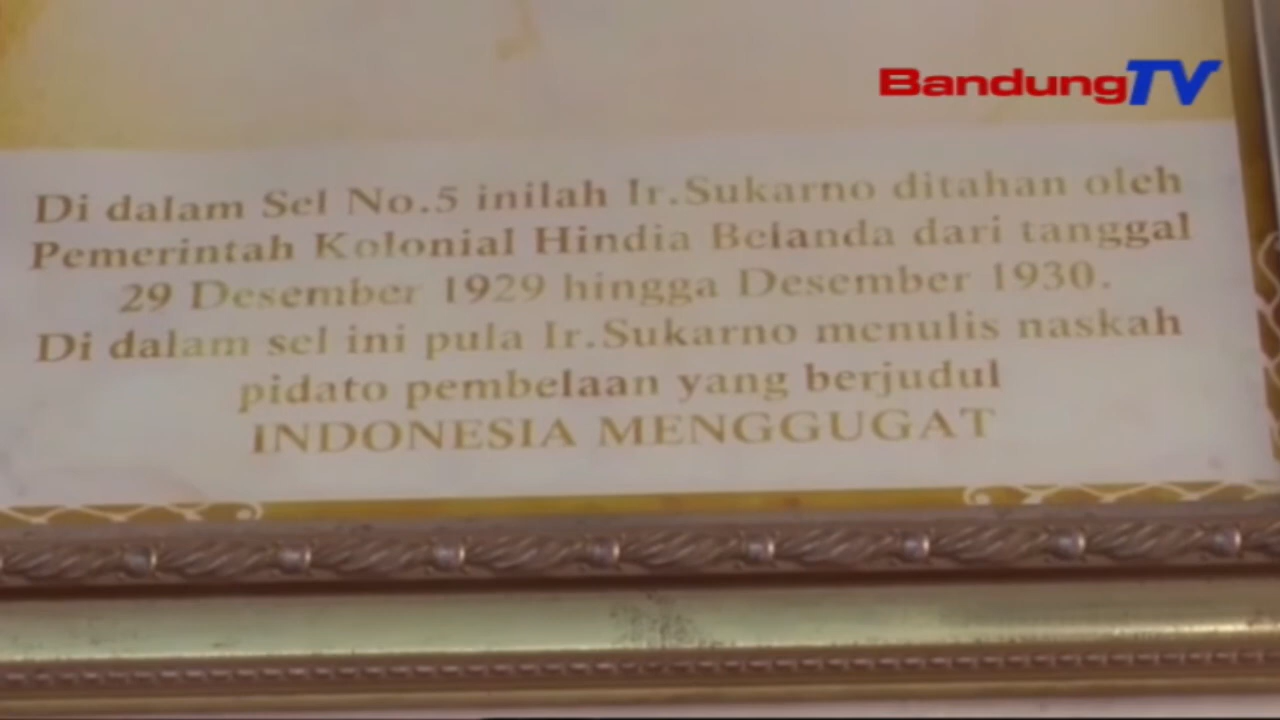 BandungTV
Di dalam Sel No.5 inilah Ir.Sukarno ditahan oleh
Pemerintah Kolonial Hindia Belanda dari tanggal
29 Desember 1929 hingga Desember 1930.
Di dalam sel ini pula Ir.Sukarno menulis naskah
pidato pembelaan yang berjudul
INDONESIA MENGGUGAT